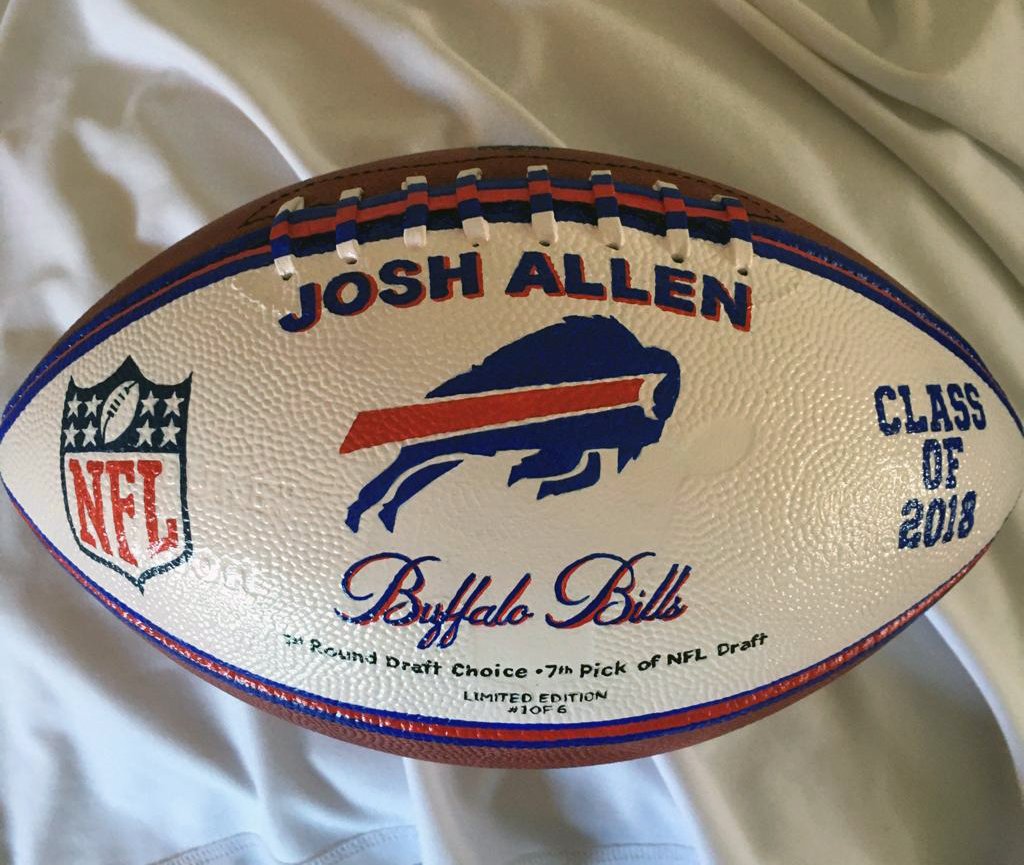 JOSH ALLEN
NFL
CLASS
OF
2018
Buffalo Bills
1st Round Draft Choice • 7th Pick of NFL Draft
LIMITED EDITION
#1 OF 6